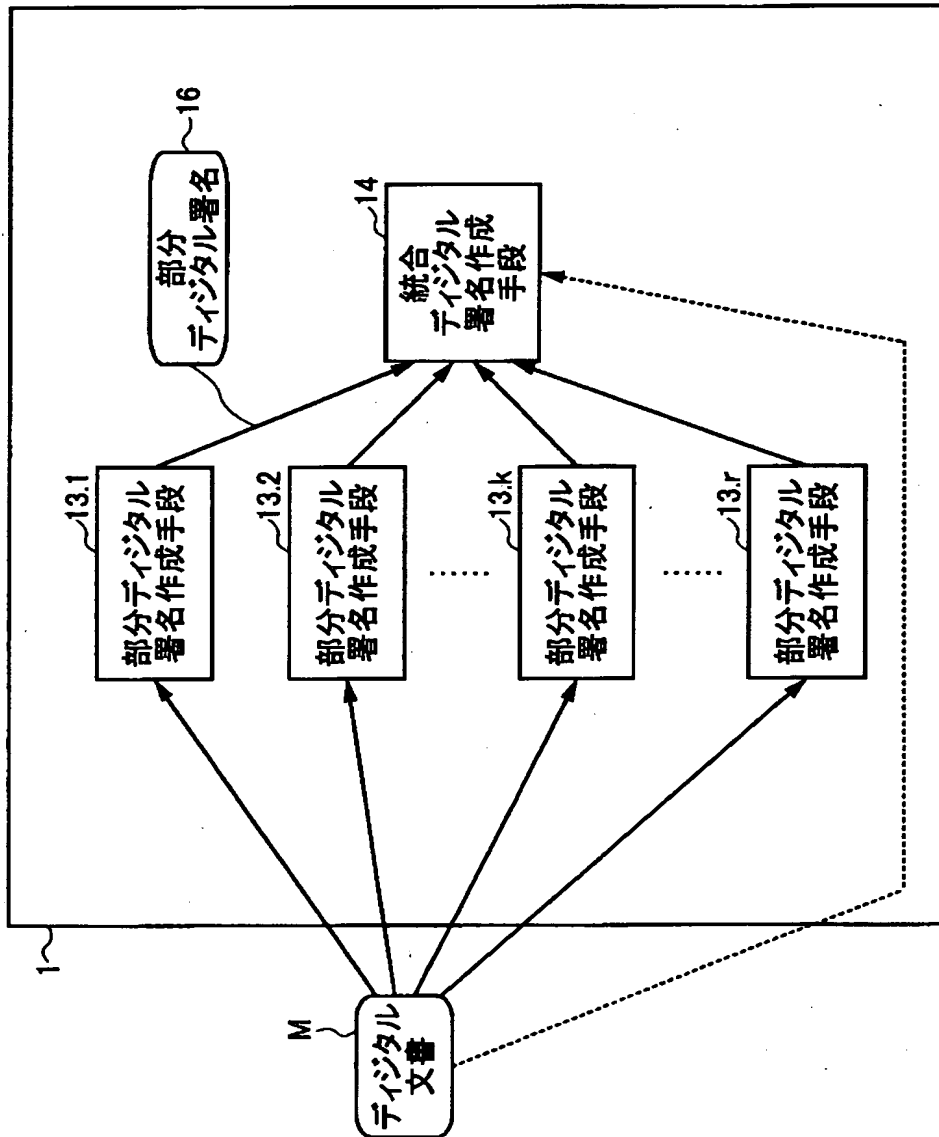 1
M
ディジタル
文書
13.1
部分ディジタル
署名作成手段
13.2
部分ディジタル
署名作成手段
13.k
部分ディジタル
署名作成手段
13.r
部分ディジタル
署名作成手段
16
部分
ディジタル署名
14
統合
ディジタル
署名作成
手段